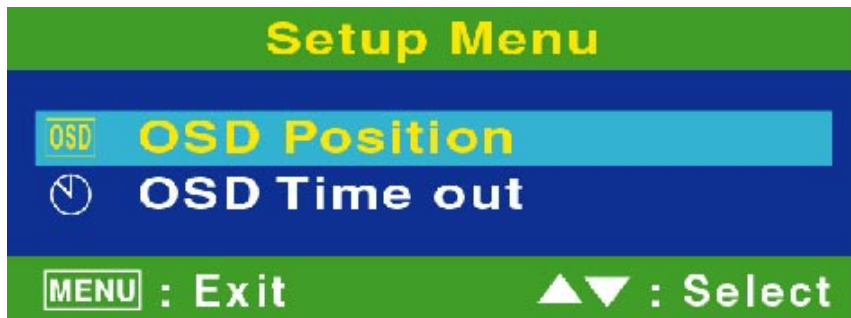 Setup Menu
OSD OSD Position
OSD Time out
MENU : Exit ▲▼ : Select